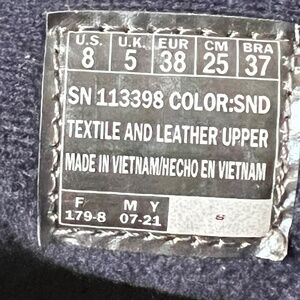 U.S. U.K. EUR CM BRA
8 5 38 25 37
SN 113398 COLOR:SND
TEXTILE AND LEATHER UPPER
MADE IN VIETNAM/HECHO EN VIETNAM
F M Y
179-8 07-21